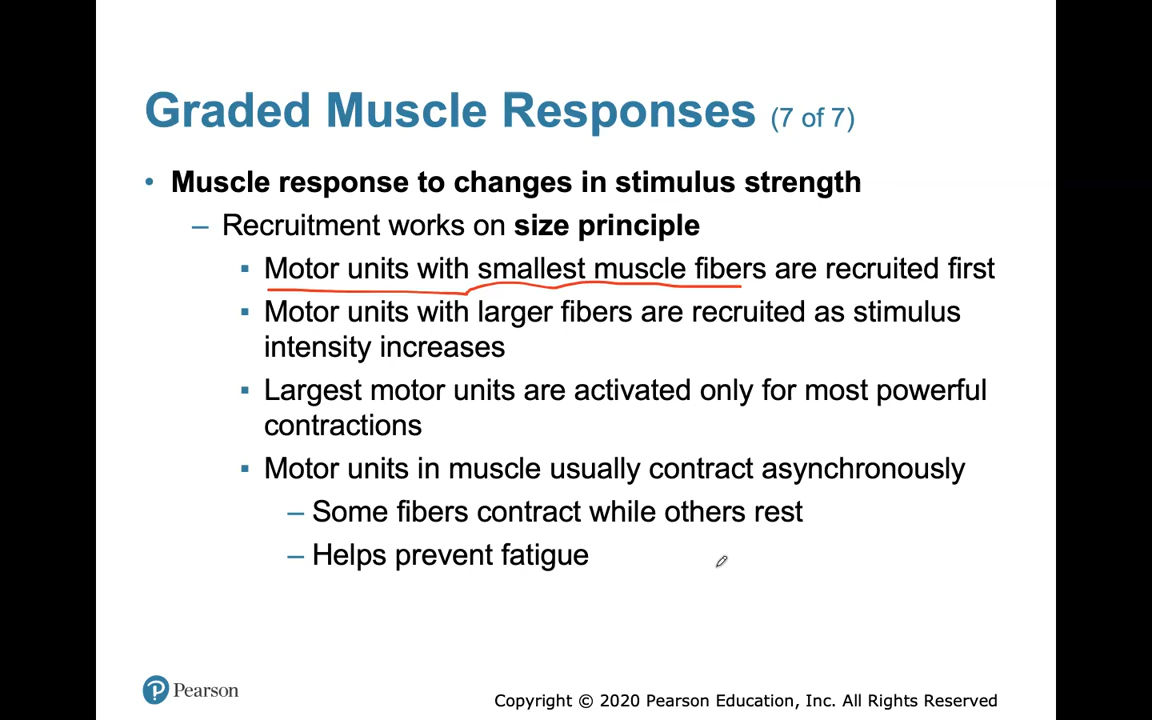 Graded Muscle Responses (7 of 7)
• Muscle response to changes in stimulus strength
– Recruitment works on size principle
▪ Motor units with smallest muscle fibers are recruited first
▪ Motor units with larger fibers are recruited as stimulus
intensity increases
▪ Largest motor units are activated only for most powerful
contractions
▪ Motor units in muscle usually contract asynchronously
– Some fibers contract while others rest
– Helps prevent fatigue
Pearson
Copyright © 2020 Pearson Education, Inc. All Rights Reserved